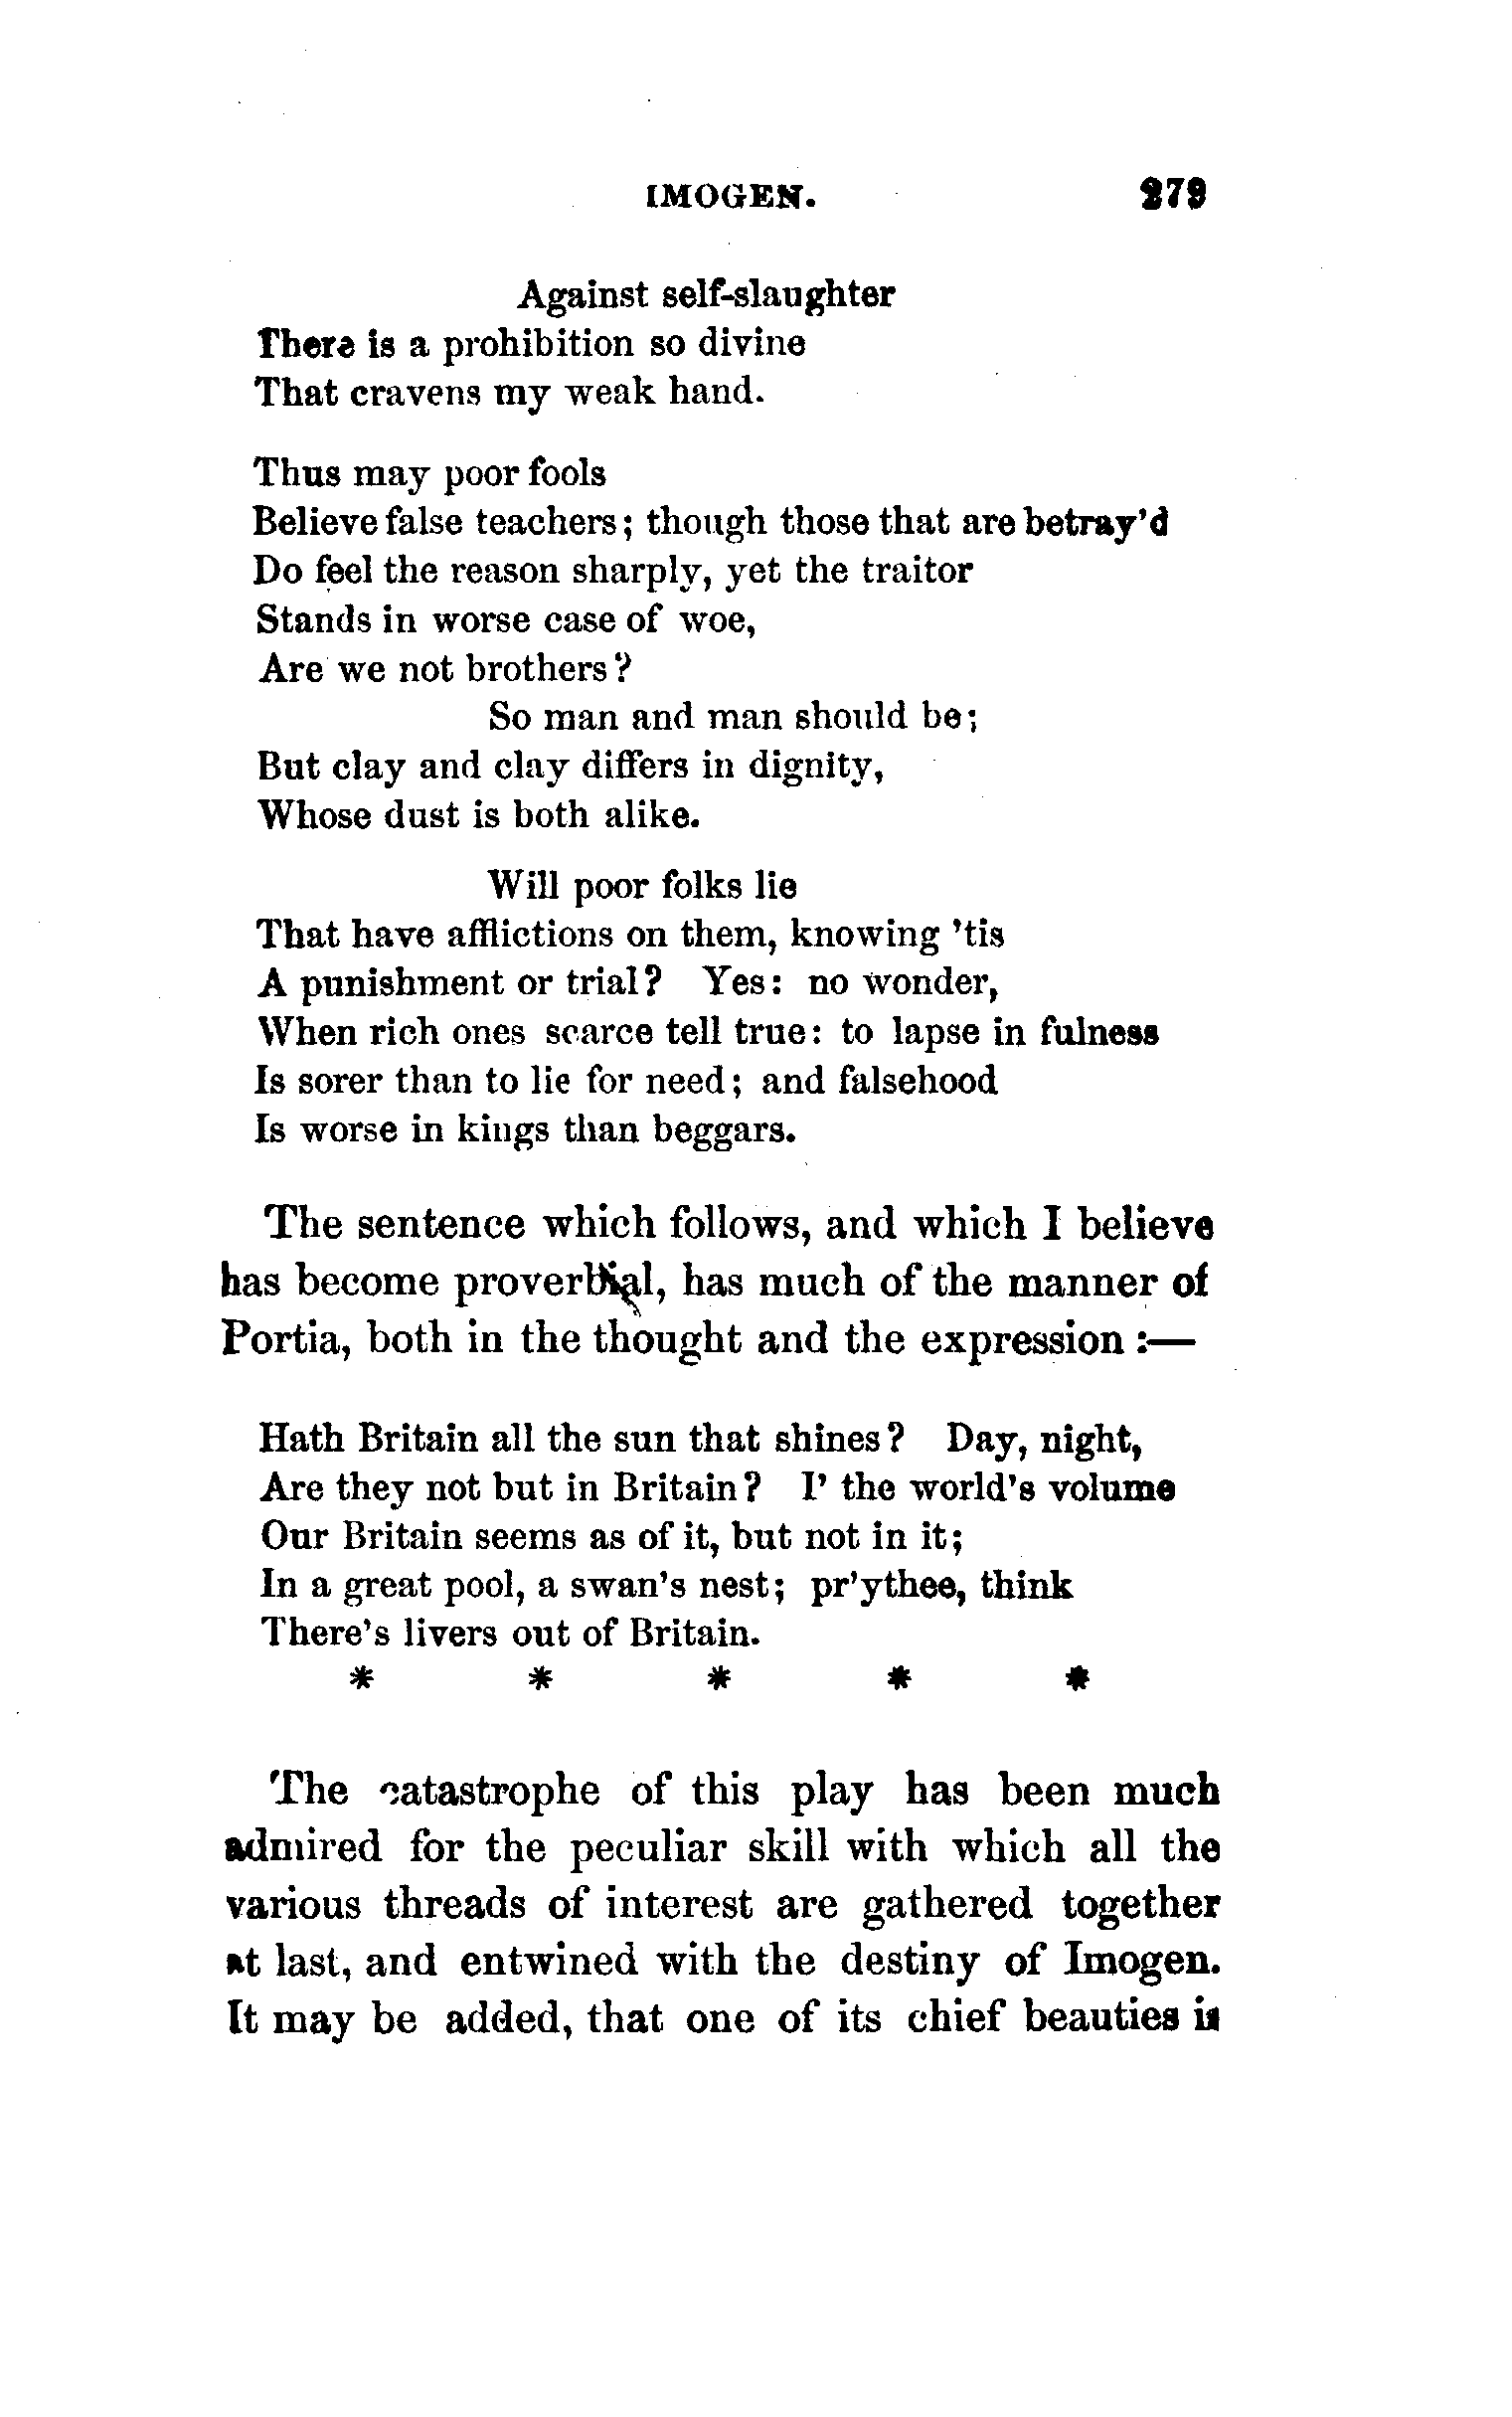 IMOGEN. 279
Against self-slaughter
There is a prohibition so divine
That cravens my weak hand.
Thus may poor fools
Believe false teachers; though those that are betray'd
Do feel the reason sharply, yet the traitor
Stands in worse case of woe,
Are we not brothers?
So man and man should be;
But clay and clay differs in dignity,
Whose dust is both alike.
Will poor folks lie
That have afflictions on them, knowing 'tis
A punishment or trial? Yes: no wonder,
When rich ones scarce tell true: to lapse in fulness
Is sorer than to lie for need; and falsehood
Is worse in kings than beggars.
The sentence which follows, and which I believe
has become proverbial, has much of the manner of
Portia, both in the thought and the expression :—
Hath Britain all the sun that shines? Day, night,
Are they not but in Britain? I' the world's volume
Our Britain seems as of it, but not in it;
In a great pool, a swan's nest; pr'ythee, think
There's livers out of Britain.
* * * * *
The catastrophe of this play has been much
admired for the peculiar skill with which all the
various threads of interest are gathered together
at last, and entwined with the destiny of Imogen.
It may be added, that one of its chief beauties is